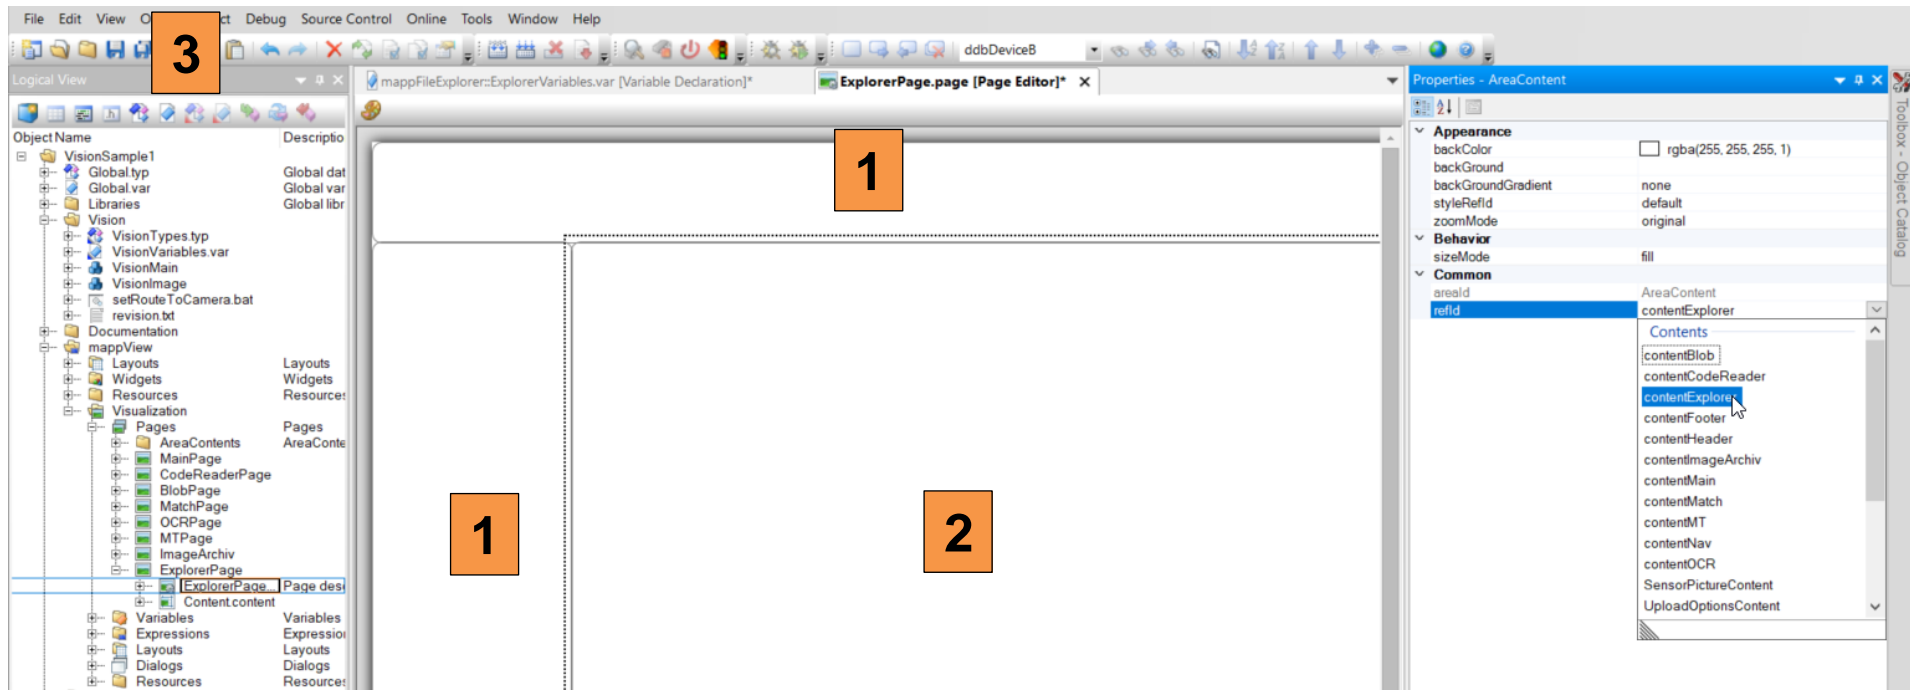 File Edit View O ct Debug Source Control Online Tools Window Help
3
ddbDeviceB
Logical View
mappFileExplorer::ExplorerVariables.var [Variable Declaration]*
ExplorerPage.page [Page Editor]* X
Object Name Descriptio
VisionSample1
Global.typ Global dat
Global.var Global var
Libraries Global libr
Vision
VisionTypes.typ
VisionVariables.var
VisionMain
VisionImage
setRouteToCamera.bat
revision.txt
Documentation
mappView
Layouts Layouts
Widgets Widgets
Resources Resources
Visualization
Pages Pages
AreaContents AreaConte
MainPage
CodeReaderPage
BlobPage
MatchPage
OCRPage
MTPage
ImageArchiv
ExplorerPage
ExplorerPage... Page desi
Content.content
Variables Variables
Expressions Expression
Layouts Layouts
Dialogs Dialogs
Resources Resources
1
1
2
Properties - AreaContent
Appearance
backColor rgba(255, 255, 255, 1)
backGround
backGroundGradient none
styleRefId default
zoomMode original
Behavior
sizeMode fill
Common
areaId AreaContent
refId contentExplorer
Contents
contentBlob
contentCodeReader
contentExplorer
contentFooter
contentHeader
contentImageArchiv
contentMain
contentMatch
contentMT
contentNav
contentOCR
SensorPictureContent
UploadOptionsContent
Toolbox - Object Catalog